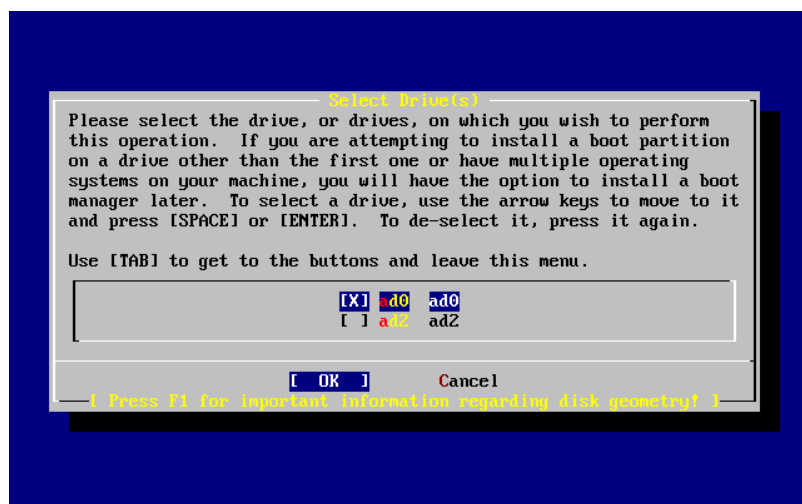 Select Drive(s)
Please select the drive, or drives, on which you wish to perform
this operation.  If you are attempting to install a boot partition
on a drive other than the first one or have multiple operating
systems on your machine, you will have the option to install a boot
manager later.  To select a drive, use the arrow keys to move to it
and press [SPACE] or [ENTER].  To de-select it, press it again.
Use [TAB] to get to the buttons and leave this menu.
[X] ad0 ad0
[ ] ad2 ad2
[ OK ] Cancel
[ Press F1 for important information regarding disk geometry! ]